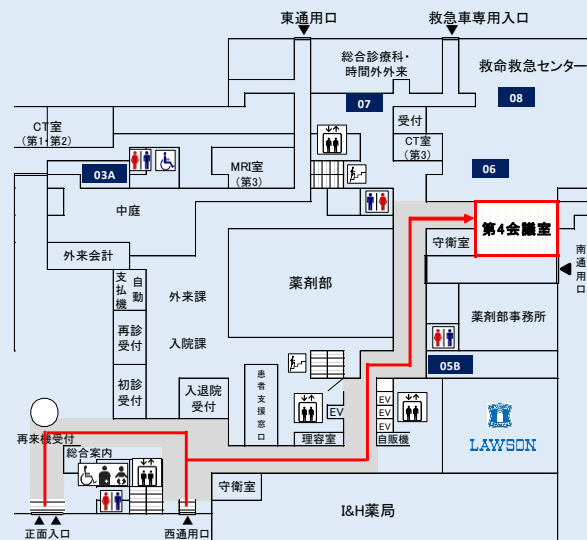 東通用口
救急車専用入口
総合診療科・
時間外外来
救命救急センター
07
08
受付
CT室
(第1・第2)
CT室
(第3)
MRI室
(第3)
03A
06
中庭
第4会議室
守衛室
南通用口
外来会計
自動
支払機
外来課
薬剤部
薬剤部事務所
再診
受付
入院課
05B
初診
受付
入退院
受付
患者支援窓口
EV
EV
EV
EV
理容室
自販機
LAWSON
再来機受付
総合案内
守衛室
I&H薬局
正面入口
西通用口